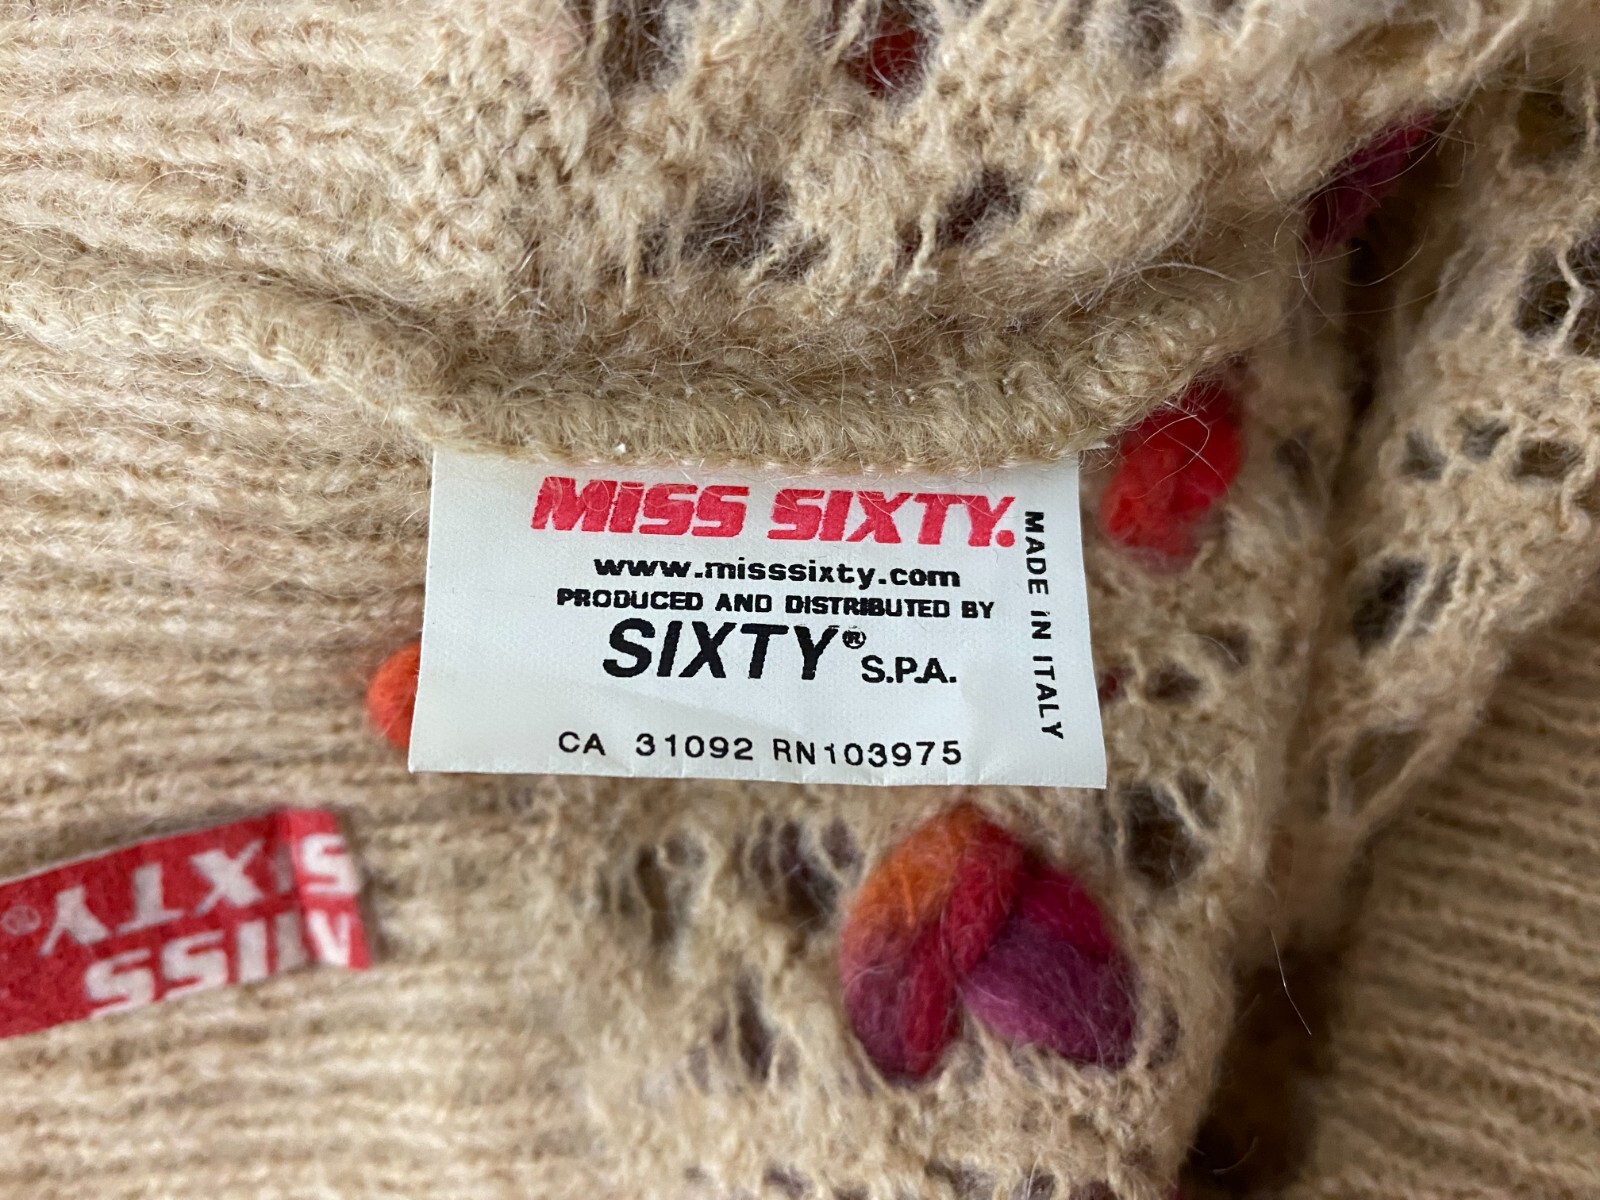 MISS SIXTY.
www.misssixty.com
PRODUCED AND DISTRIBUTED BY
SIXTY® S.P.A.
CA 31092 RN103975
MADE IN ITALY
MISS
SIXTY®